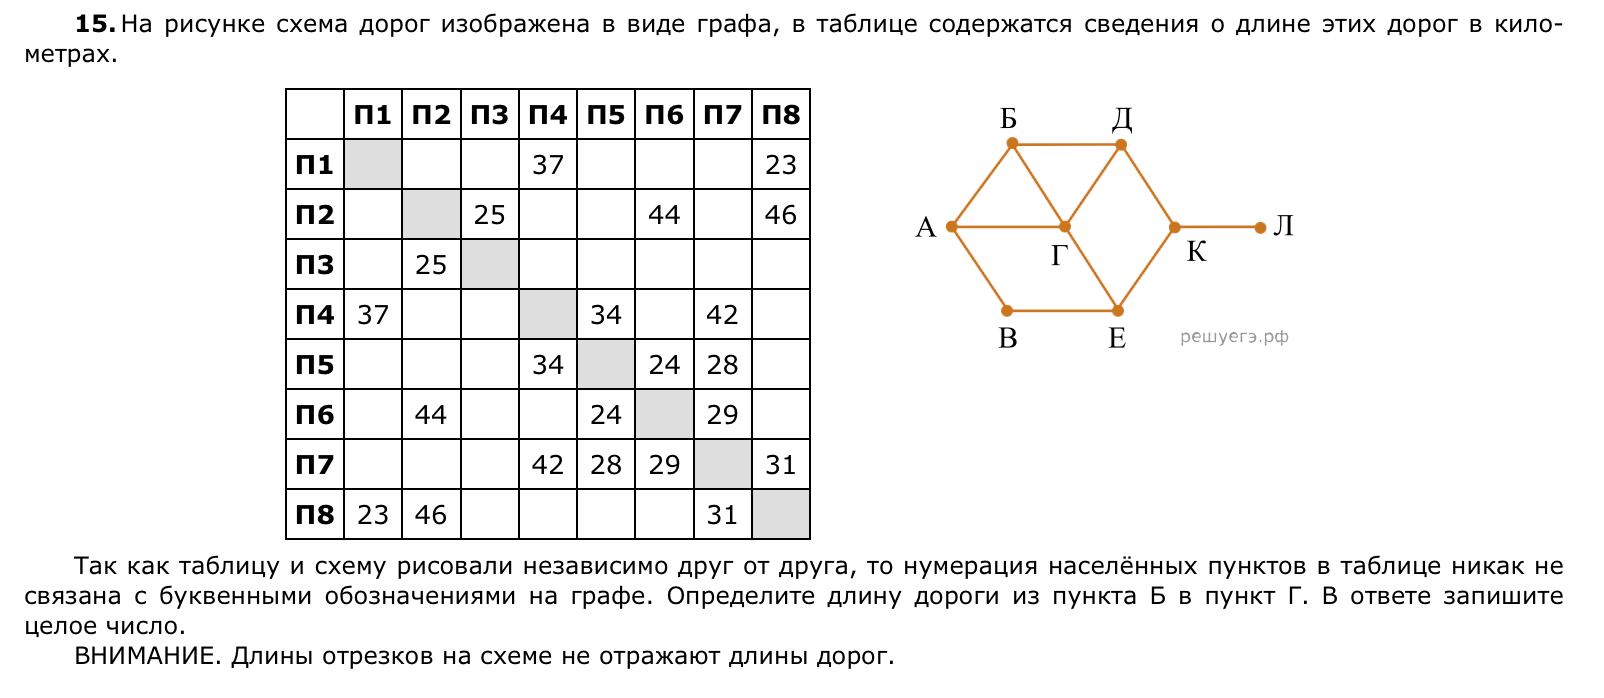 15. На рисунке схема дорог изображена в виде графа, в таблице содержатся сведения о длине этих дорог в кило-
метрах.
П1 П2 П3 П4 П5 П6 П7 П8
П1 37 23
П2 25 44 46
П3 25
П4 37 34 42
П5 34 24 28
П6 44 24 29
П7 42 28 29 31
П8 23 46 31
Б Д
А Г К Л
В Е
решуегэ.рф
Так как таблицу и схему рисовали независимо друг от друга, то нумерация населённых пунктов в таблице никак не
связана с буквенными обозначениями на графе. Определите длину дороги из пункта Б в пункт Г. В ответе запишите
целое число.
ВНИМАНИЕ. Длины отрезков на схеме не отражают длины дорог.